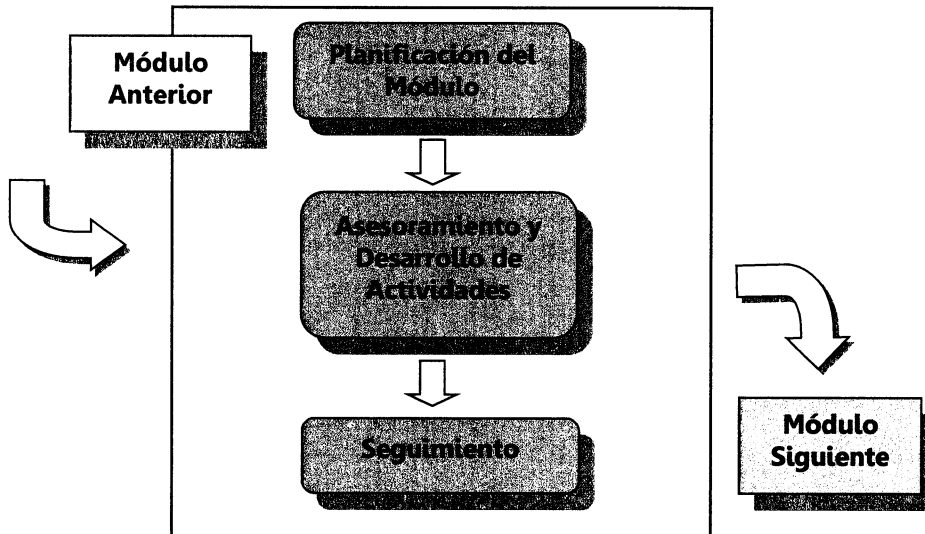 Módulo
Anterior
Planificación del
Módulo
Asesoramiento y
Desarrollo de
Actividades
Seguimiento
Módulo
Siguiente